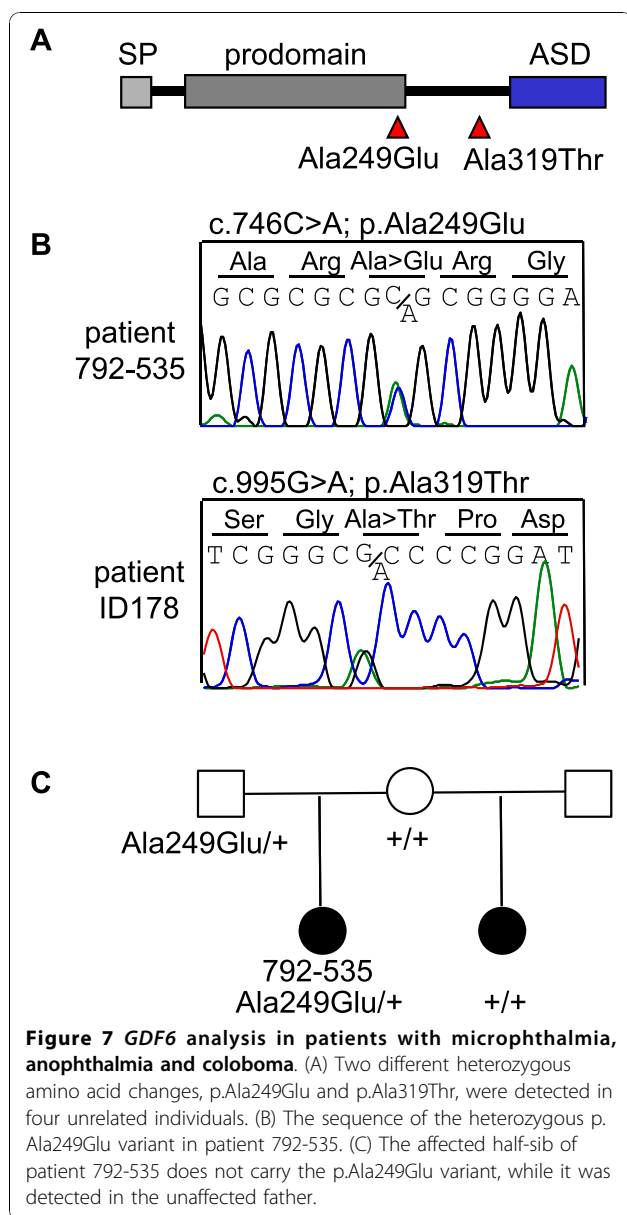 A
SP prodomain ASD
Ala249Glu Ala319Thr
B
c.746C>A; p.Ala249Glu
Ala Arg Ala>Glu Arg Gly
G C G C G C G C/A G C G G G G A
patient
792-535
c.995G>A; p.Ala319Thr
Ser Gly Ala>Thr Pro Asp
T C G G G C G/A C C C C G G A T
patient
ID178
C
Ala249Glu/+ +/+
792-535
Ala249Glu/+ +/+
Figure 7 GDF6 analysis in patients with microphthalmia,
anophthalmia and coloboma. (A) Two different heterozygous
amino acid changes, p.Ala249Glu and p.Ala319Thr, were detected in
four unrelated individuals. (B) The sequence of the heterozygous p.
Ala249Glu variant in patient 792-535. (C) The affected half-sib of
patient 792-535 does not carry the p.Ala249Glu variant, while it was
detected in the unaffected father.